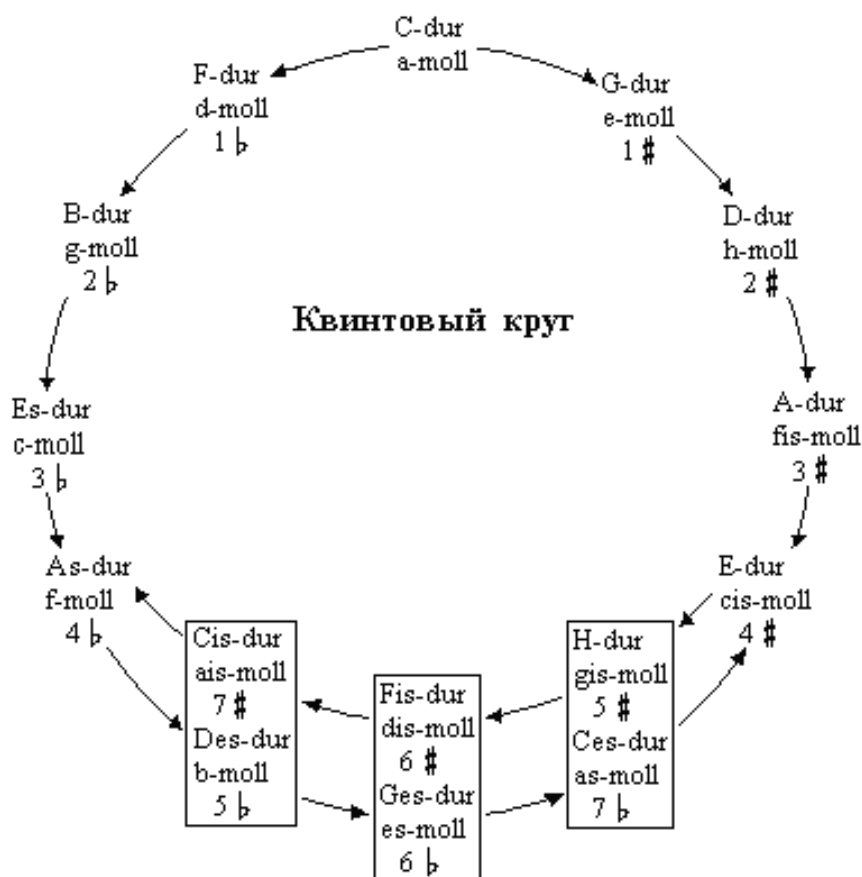 C-dur
a-moll
F-dur
d-moll
1 ♭
G-dur
e-moll
1 ♯
B-dur
g-moll
2 ♭
D-dur
h-moll
2 ♯
Квинтовый круг
Es-dur
c-moll
3 ♭
A-dur
fis-moll
3 ♯
As-dur
f-moll
4 ♭
E-dur
cis-moll
4 ♯
Cis-dur
ais-moll
7 ♯
Des-dur
b-moll
5 ♭
Fis-dur
dis-moll
6 ♯
Ges-dur
es-moll
6 ♭
H-dur
gis-moll
5 ♯
Ces-dur
as-moll
7 ♭